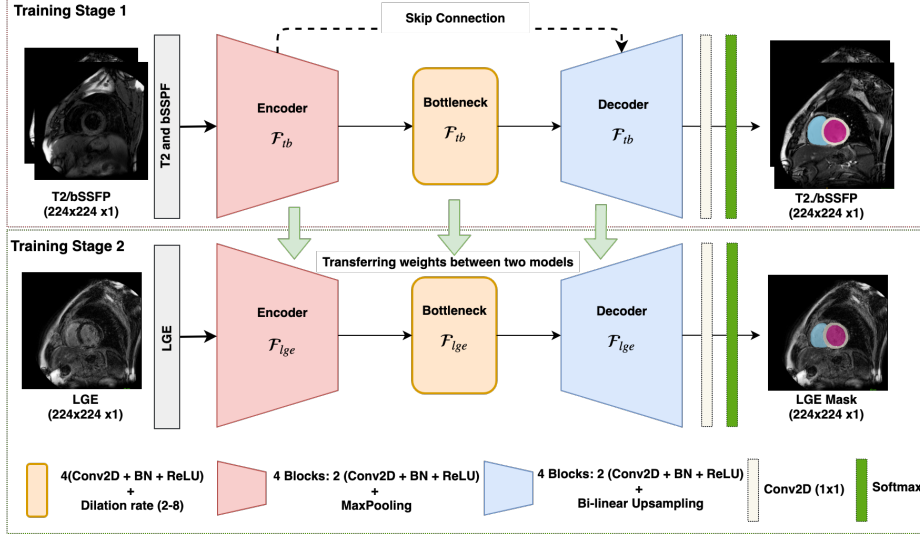 Training Stage 1
Skip Connection
T2 and bSSPF
Encoder
𝓕tb
Bottleneck
𝓕tb
Decoder
𝓕tb
T2/bSSFP
(224x224 x1)
T2./bSSFP
(224x224 x1)
Training Stage 2
Transferring weights between two models
LGE
Encoder
𝓕lge
Bottleneck
𝓕lge
Decoder
𝓕lge
LGE
(224x224 x1)
LGE Mask
(224x224 x1)
4(Conv2D + BN + ReLU)
+
Dilation rate (2-8)
4 Blocks: 2 (Conv2D + BN + ReLU)
+
MaxPooling
4 Blocks: 2 (Conv2D + BN + ReLU)
+
Bi-linear Upsampling
Conv2D (1x1)
Softmax